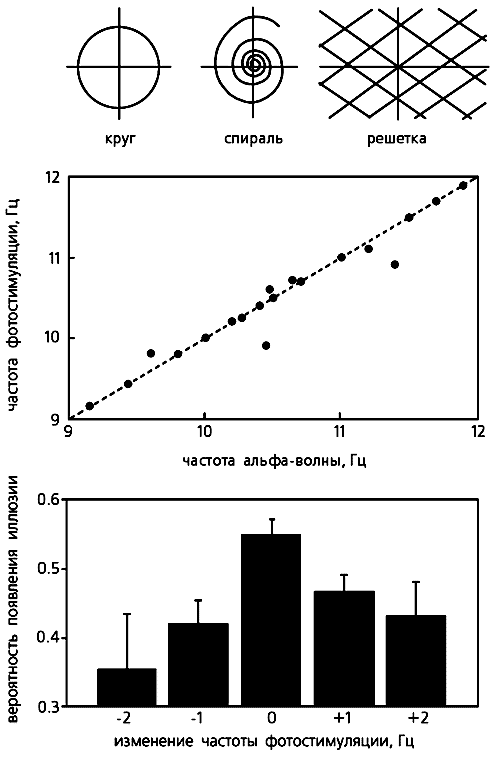 круг
спираль
решетка
частота фотостимуляции, Гц
12
11
10
9
9
10
11
12
частота альфа-волны, Гц
вероятность появления иллюзии
0.6
0.5
0.4
0.3
-2
-1
0
+1
+2
изменение частоты фотостимуляции, Гц